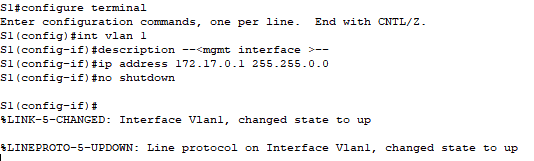 S1#configure terminal
Enter configuration commands, one per line.  End with CNTL/Z.
S1(config)#int vlan 1
S1(config-if)#description --<mgmt interface >--
S1(config-if)#ip address 172.17.0.1 255.255.0.0
S1(config-if)#no shutdown
S1(config-if)#
%LINK-5-CHANGED: Interface Vlan1, changed state to up
%LINEPROTO-5-UPDOWN: Line protocol on Interface Vlan1, changed state to up